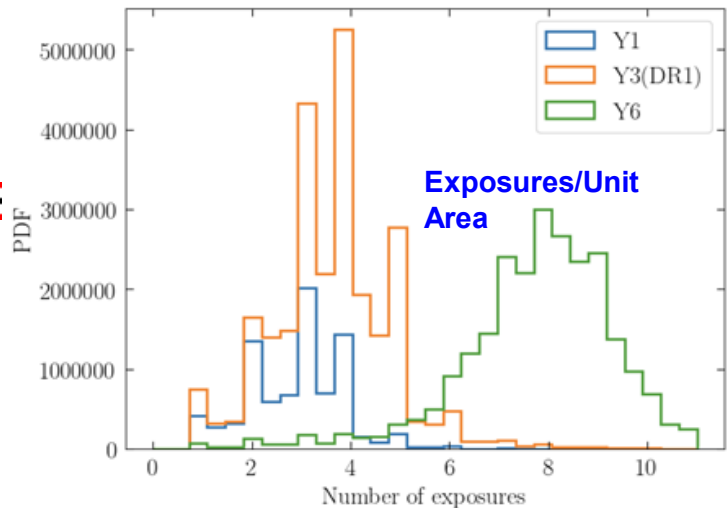 Y1
Y3(DR1)
Y6
Exposures/Unit
Area
PDF
5000000
4000000
3000000
2000000
1000000
0
0 2 4 6 8 10
Number of exposures